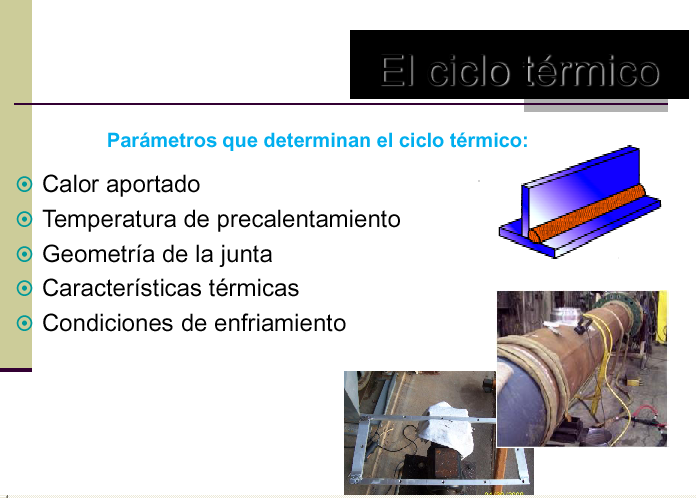 El ciclo térmico
Parámetros que determinan el ciclo térmico:
Calor aportado
Temperatura de precalentamiento
Geometría de la junta
Características térmicas
Condiciones de enfriamiento